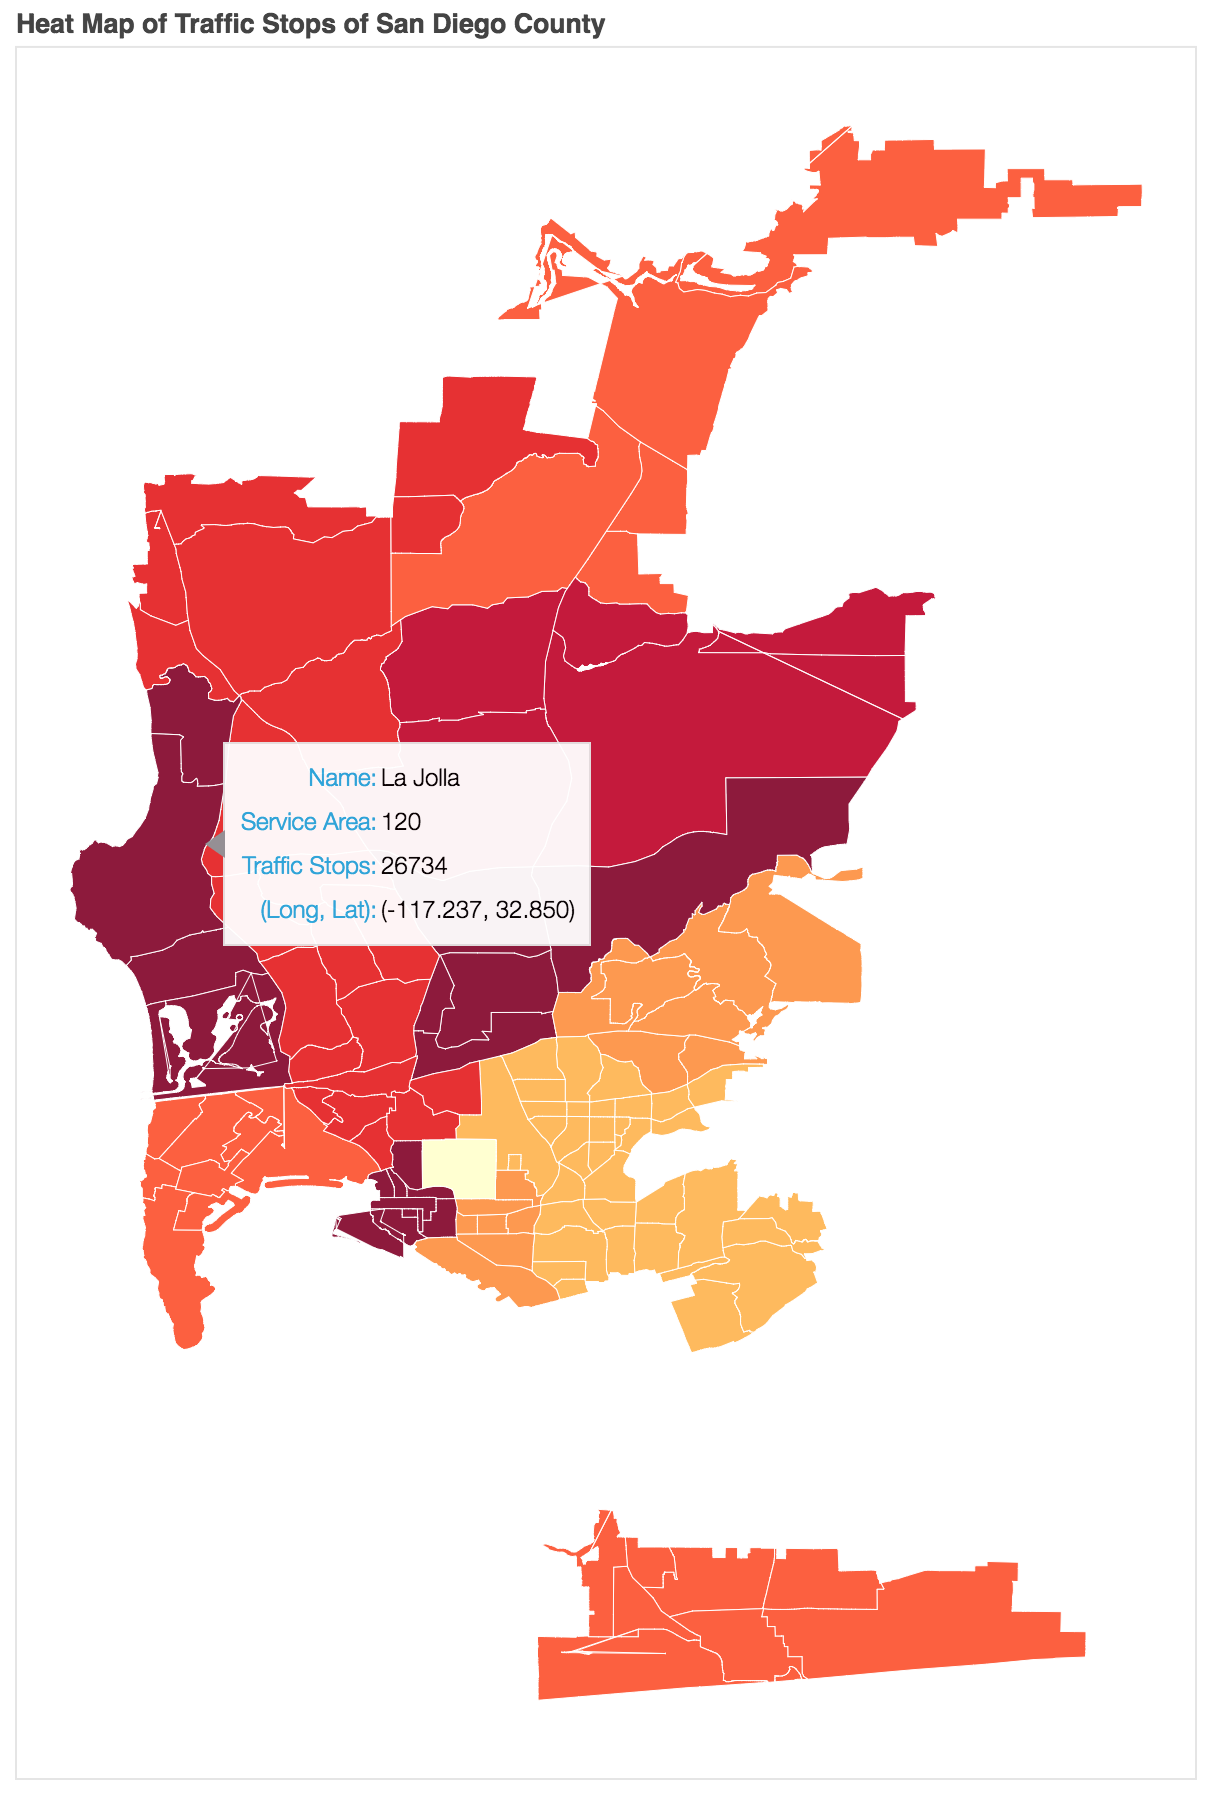 Heat Map of Traffic Stops of San Diego County
Name: La Jolla
Service Area: 120
Traffic Stops: 26734
(Long, Lat): (-117.237, 32.850)